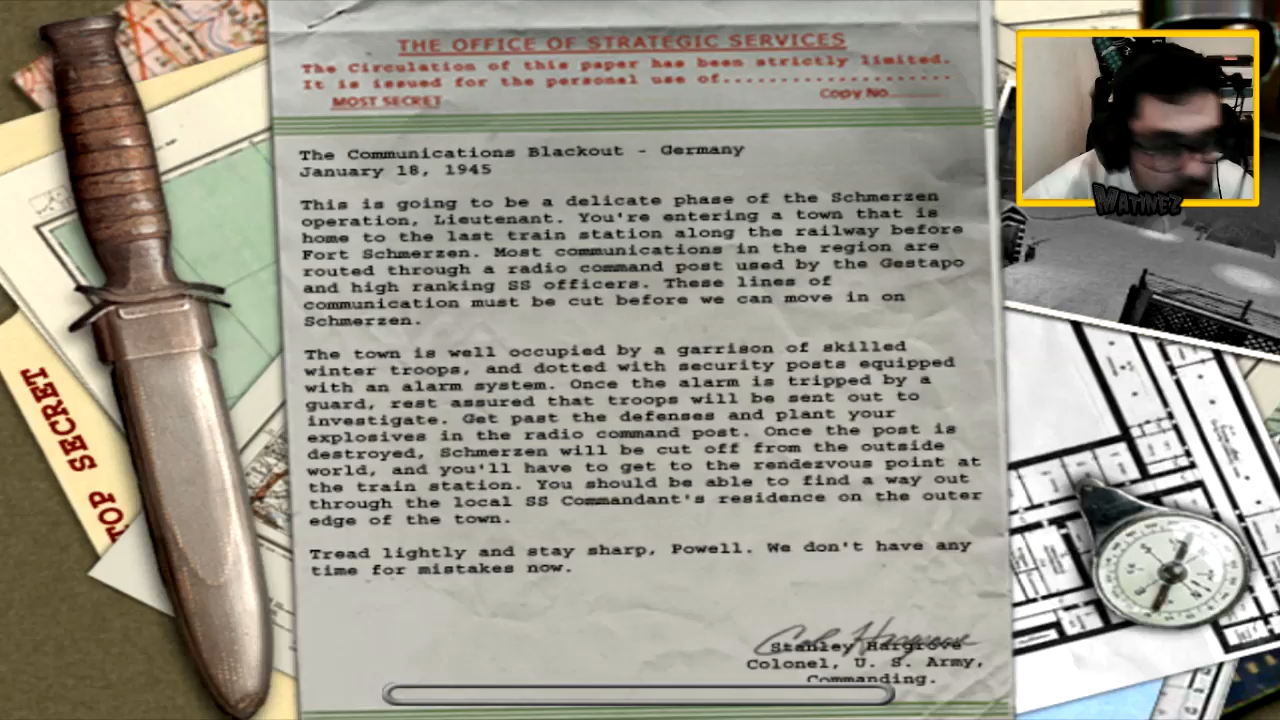 THE OFFICE OF STRATEGIC SERVICES
The Circulation of this paper has been strictly limited.
It is issued for the personal use of....................
MOST SECRET
Copy No.......
The Communications Blackout - Germany
January 18, 1945
This is going to be a delicate phase of the Schmerzen
operation, Lieutenant. You're entering a town that is
home to the last train station along the railway before
Fort Schmerzen. Most communications in the region are
routed through a radio command post used by the Gestapo
and high ranking SS officers. These lines of
communication must be cut before we can move in on
Schmerzen.
The town is well occupied by a garrison of skilled
winter troops, and dotted with security posts equipped
with an alarm system. Once the alarm is tripped by a
guard, rest assured that troops will be sent out to
investigate. Get past the defenses and plant your
explosives in the radio command post. Once the post is
destroyed, Schmerzen will be cut off from the outside
world, and you'll have to get to the rendezvous point at
the train station. You should be able to find a way out
through the local SS Commandant's residence on the outer
edge of the town.
Tread lightly and stay sharp, Powell. We don't have any
time for mistakes now.
Stanley Hargrove
Colonel, U. S. Army,
Commanding.
TOP SECRET
MATINEZ